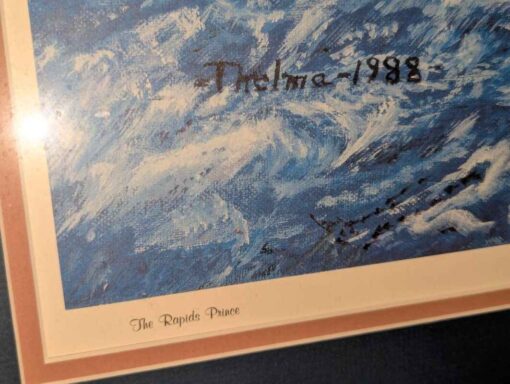 -Thelma-1988-
The Rapids Prince